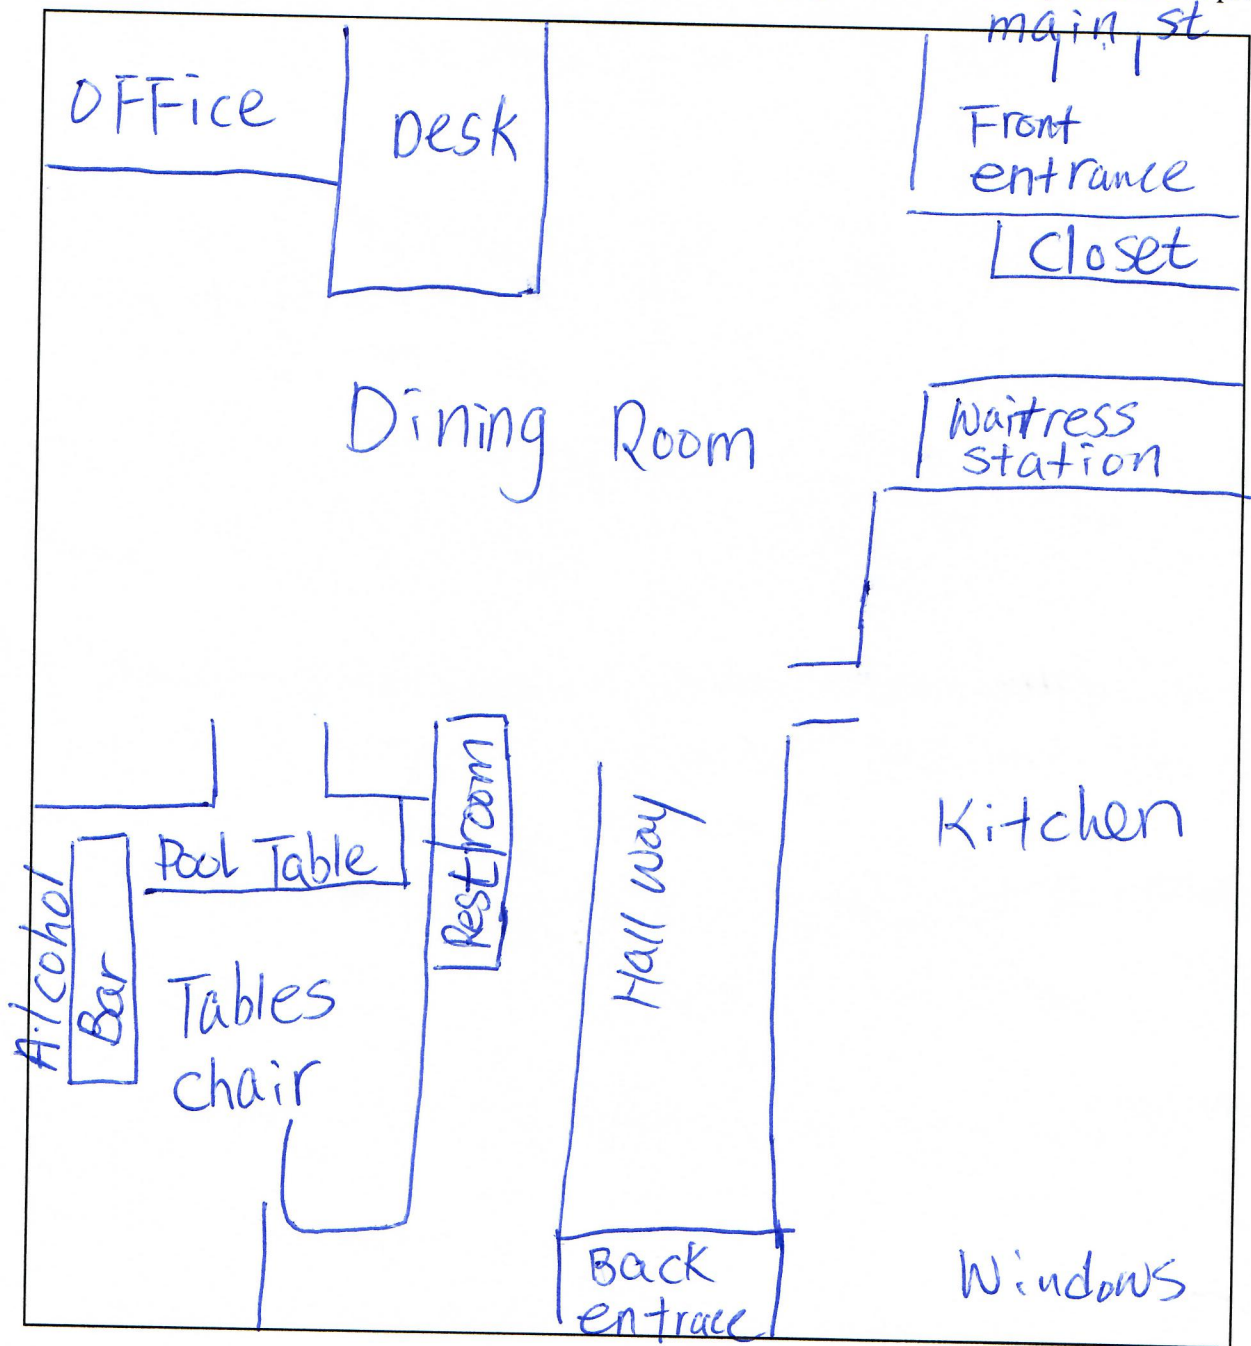 main st
OFFice
Desk
Front
entrance
Closet
Dining Room
Waitress
station
Kitchen
Restroom
Hall way
Pool Table
Alcohol
Bar
Tables
chair
Back
entrace
Windows